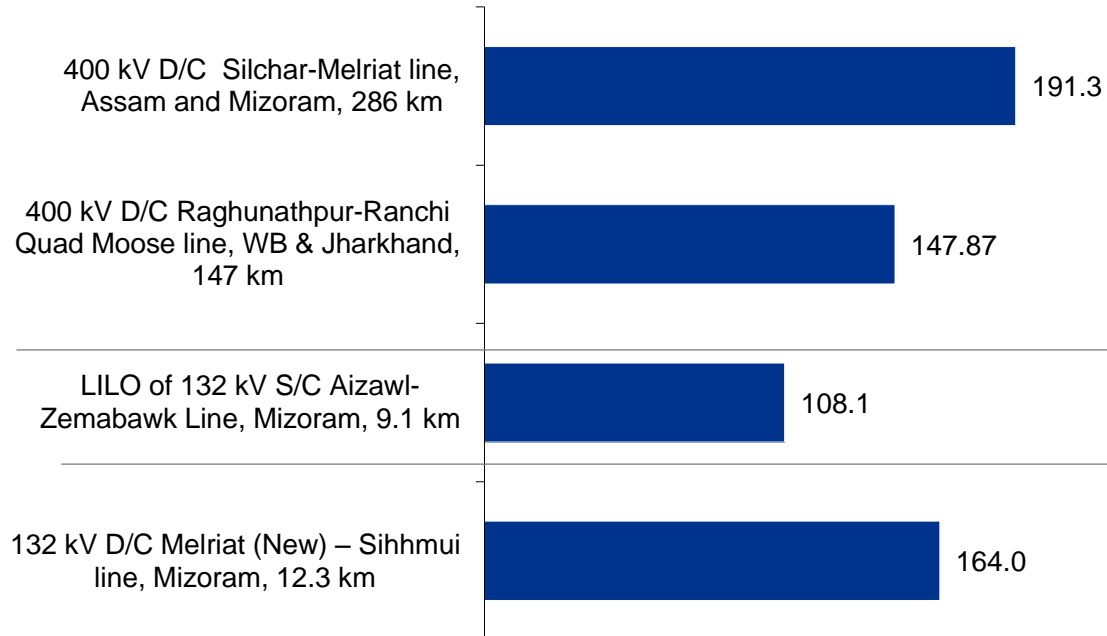 400 kV D/C  Silchar-Melriat line,
Assam and Mizoram, 286 km
191.3
400 kV D/C Raghunathpur-Ranchi
Quad Moose line, WB & Jharkhand,
147 km
147.87
LILO of 132 kV S/C Aizawl-
Zemabawk Line, Mizoram, 9.1 km
108.1
132 kV D/C Melriat (New) – Sihhmui
line, Mizoram, 12.3 km
164.0